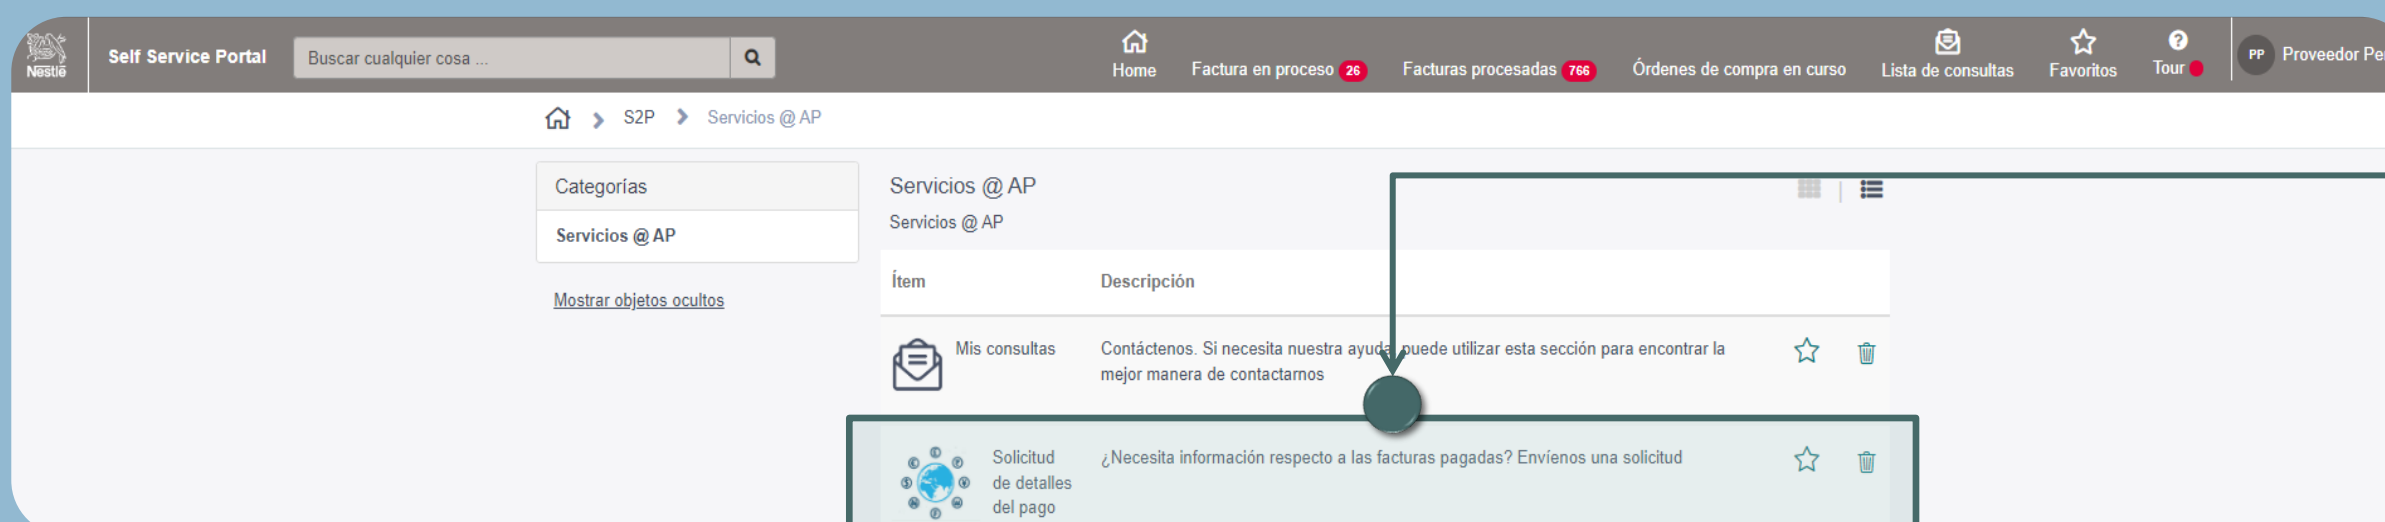 Nestlé
Self Service Portal
Buscar cualquier cosa ...
Home
Factura en proceso 26
Facturas procesadas 766
Órdenes de compra en curso
Lista de consultas
Favoritos
Tour
PP Proveedor Per
S2P
Servicios @ AP
Categorías
Servicios @ AP
Mostrar objetos ocultos
Servicios @ AP
Servicios @ AP
Ítem Descripción
Mis consultas
Contáctenos. Si necesita nuestra ayuda, puede utilizar esta sección para encontrar la
mejor manera de contactarnos
Solicitud
de detalles
del pago
¿Necesita información respecto a las facturas pagadas? Envíenos una solicitud